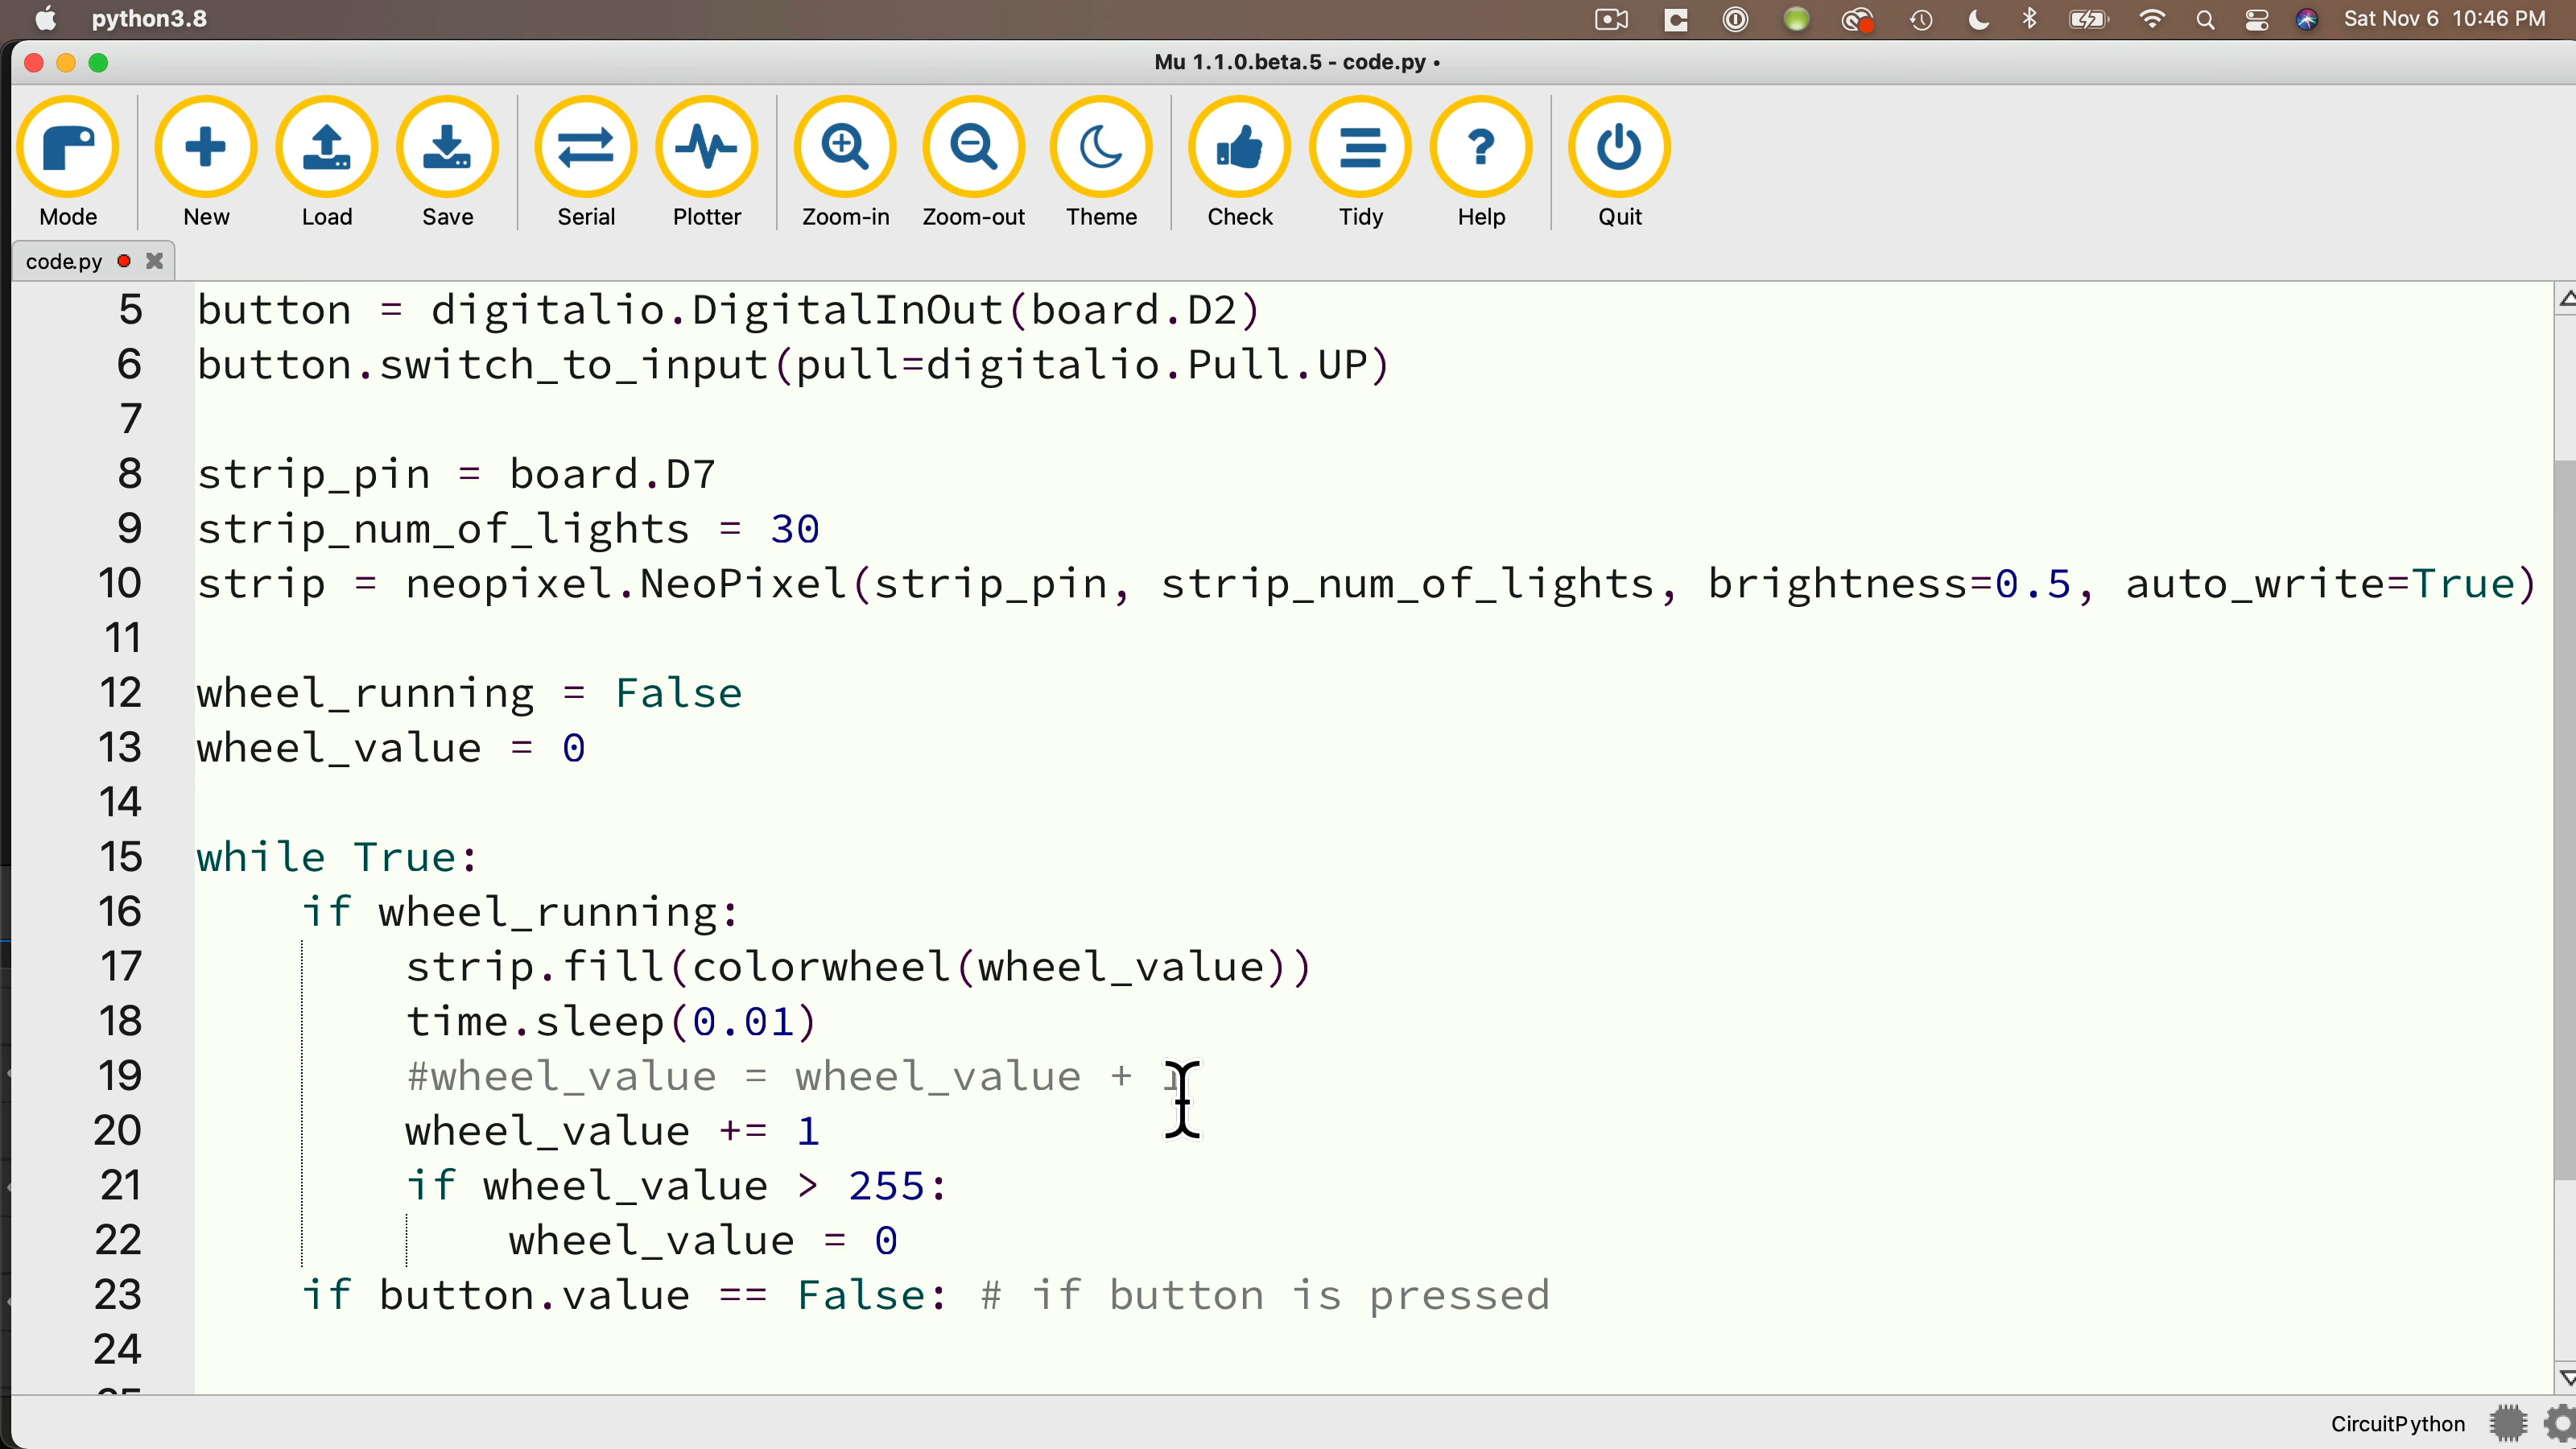 python3.8
Sat Nov 6 10:46 PM
Mu 1.1.0.beta.5 - code.py •
Mode New Load Save Serial Plotter Zoom-in Zoom-out Theme Check Tidy Help Quit
code.py
5 button = digitalio.DigitalInOut(board.D2)
6 button.switch_to_input(pull=digitalio.Pull.UP)
7
8 strip_pin = board.D7
9 strip_num_of_lights = 30
10 strip = neopixel.NeoPixel(strip_pin, strip_num_of_lights, brightness=0.5, auto_write=True)
11
12 wheel_running = False
13 wheel_value = 0
14
15 while True:
16 if wheel_running:
17 strip.fill(colorwheel(wheel_value))
18 time.sleep(0.01)
19 #wheel_value = wheel_value + 1
20 wheel_value += 1
21 if wheel_value > 255:
22 wheel_value = 0
23 if button.value == False: # if button is pressed
24
CircuitPython